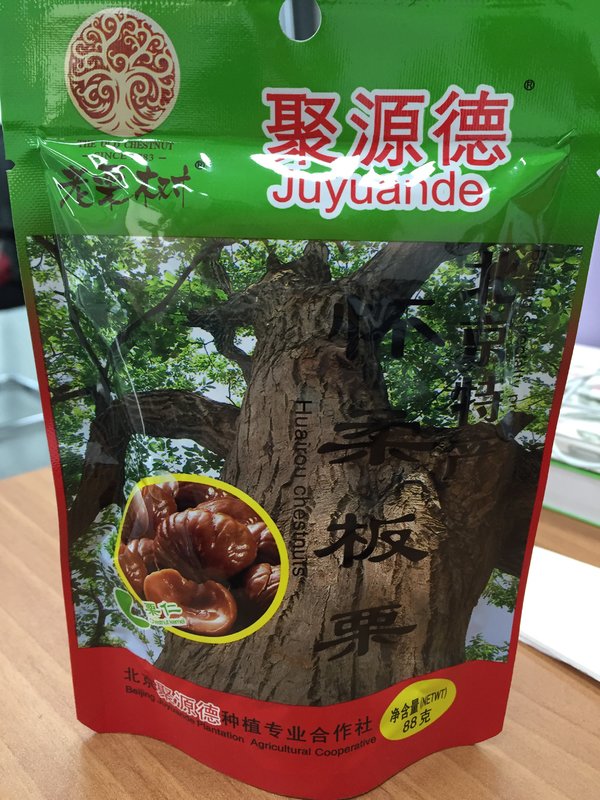 THE OLD CHESTNUT
老栗树®
聚源德®
Juyuande
北京特产
怀柔板栗
Huairou chestnuts
栗仁
北京聚源德种植专业合作社
Beijing Juyuande Plantation Agricultural Cooperative
净含量(NETWT)
88克